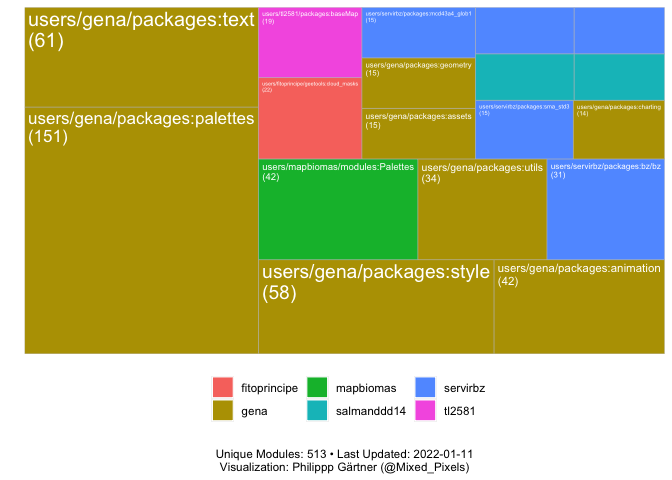 users/gena/packages:text
(61)
users/gena/packages:palettes
(151)
users/tl2581/packages:baseMap
(19)
users/fitoprincipe/geetools:cloud_masks
(22)
users/servirbz/packages:mcd43a4_glob1
(15)
users/gena/packages:geometry
(15)
users/gena/packages:assets
(15)
users/servirbz/packages:sma_std3
(15)
users/gena/packages:charting
(14)
users/mapbiomas/modules:Palettes
(42)
users/gena/packages:utils
(34)
users/servirbz/packages:bz/bz
(31)
users/gena/packages:style
(58)
users/gena/packages:animation
(42)
fitoprincipe
mapbiomas
servirbz
gena
salmanddd14
tl2581
Unique Modules: 513 • Last Updated: 2022-01-11
Visualization: Philippp Gärtner (@Mixed_Pixels)